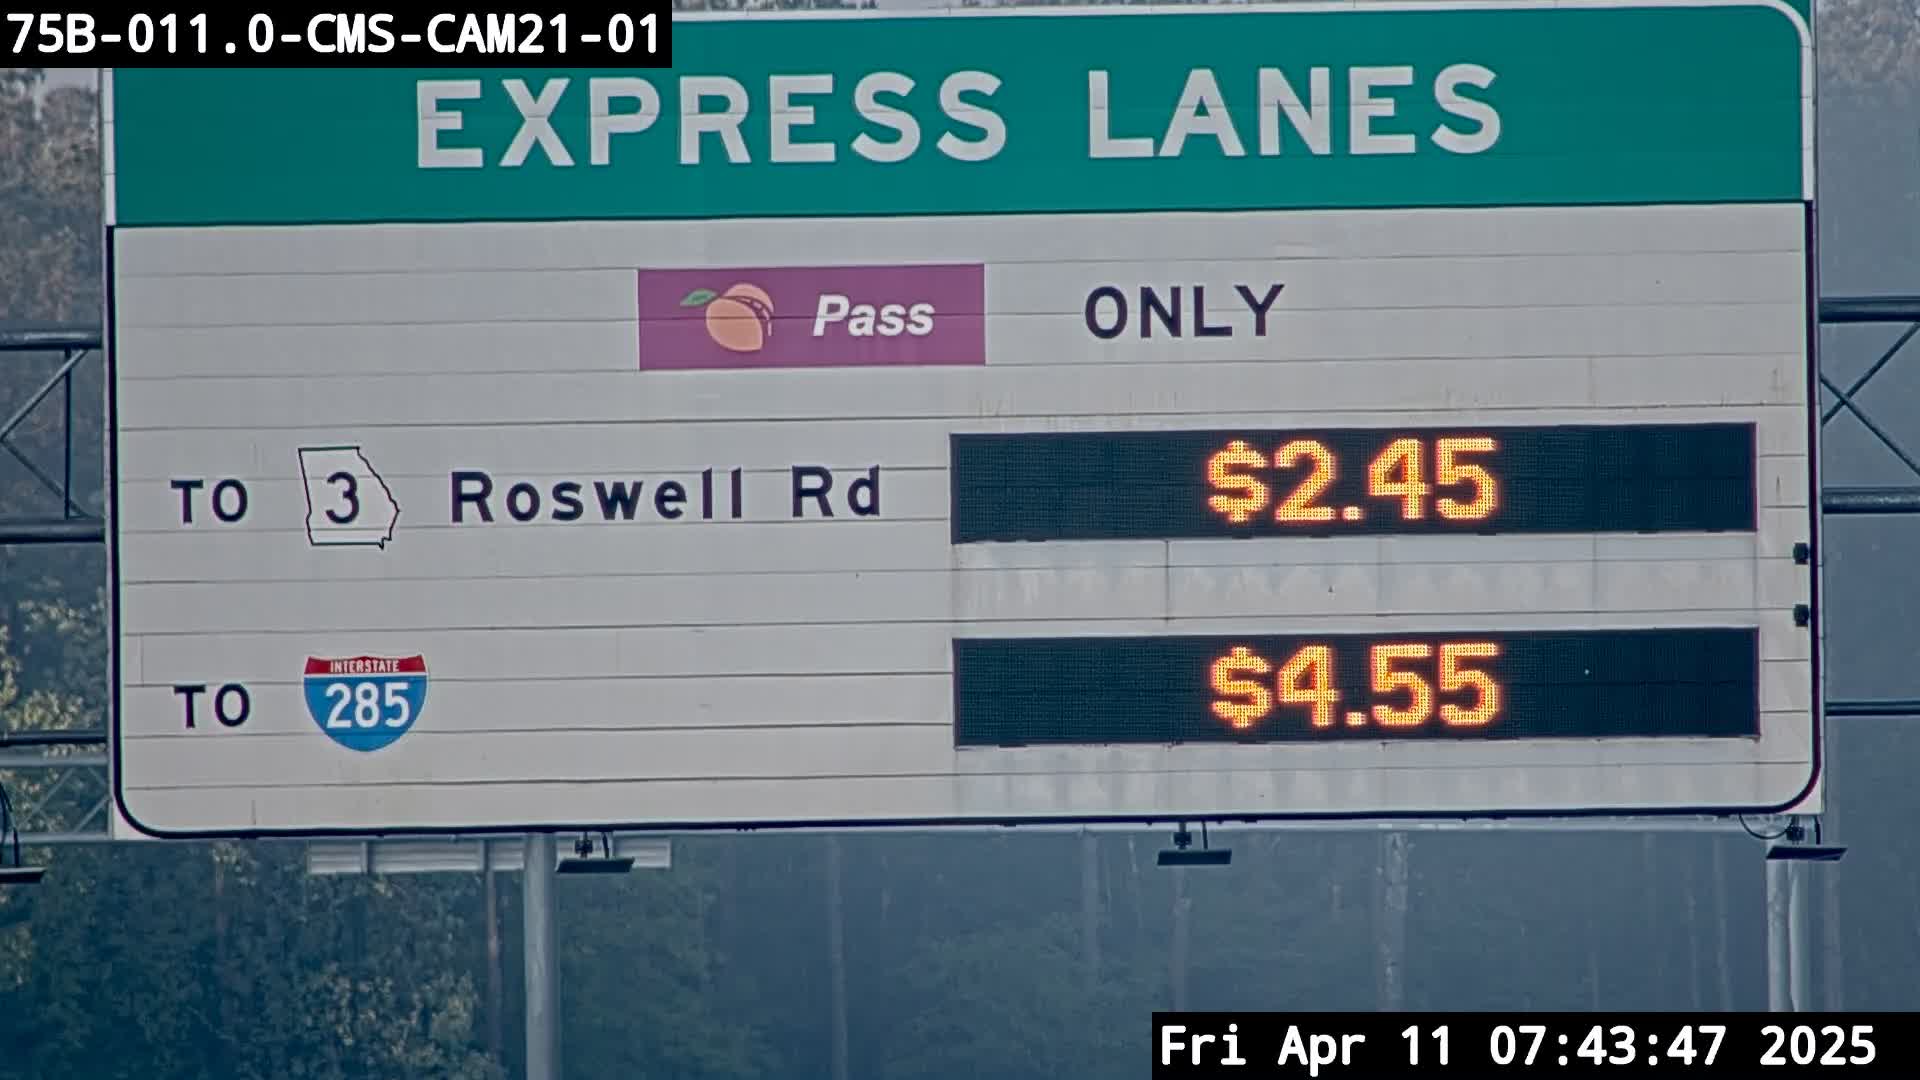 75B-011.0-CMS-CAM21-01
EXPRESS LANES
Pass ONLY
TO 3 Roswell Rd $2.45
INTERSTATE
TO 285 $4.55
Fri Apr 11 07:43:47 2025